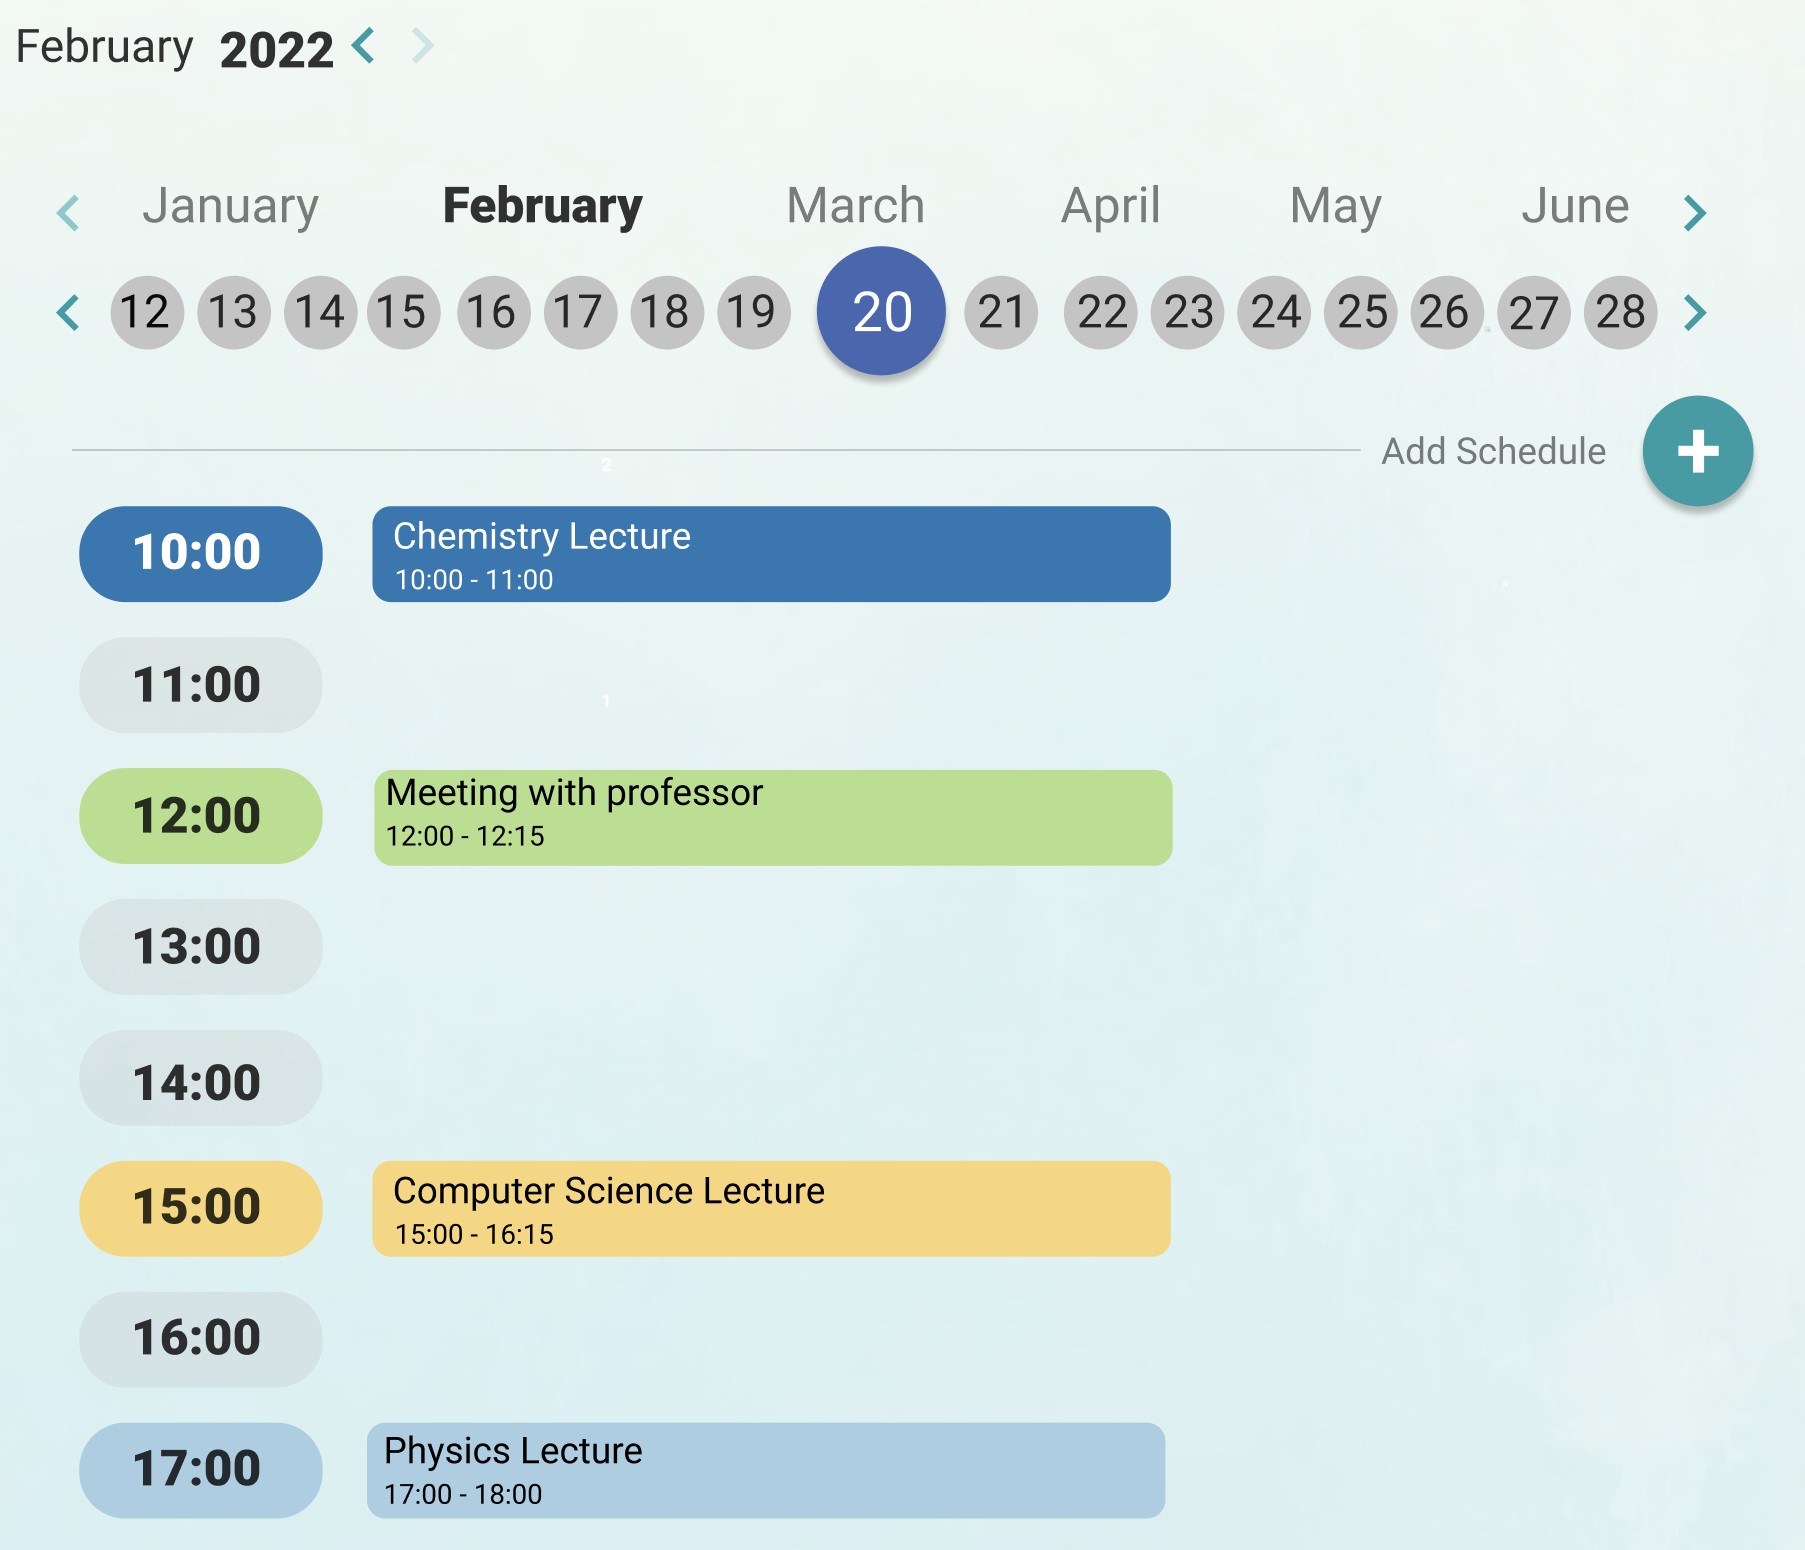 February 2022
January February March April May June
12 13 14 15 16 17 18 19 20 21 22 23 24 25 26 27 28
Add Schedule
2
10:00
Chemistry Lecture
10:00 - 11:00
11:00
1
12:00
Meeting with professor
12:00 - 12:15
13:00
14:00
15:00
Computer Science Lecture
15:00 - 16:15
16:00
17:00
Physics Lecture
17:00 - 18:00